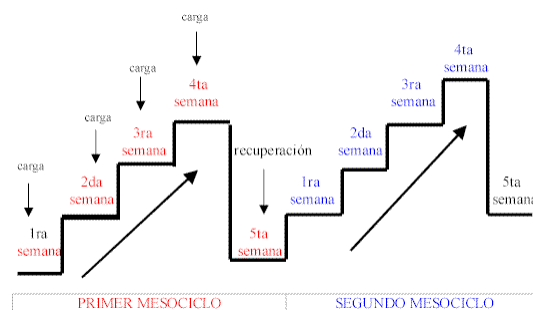 carga
carga
carga
carga
1ra
semana
2da
semana
3ra
semana
4ta
semana
recuperación
5ta
semana
1ra
semana
2da
semana
3ra
semana
4ta
semana
5ta
semana
PRIMER MESOCICLO
SEGUNDO MESOCICLO